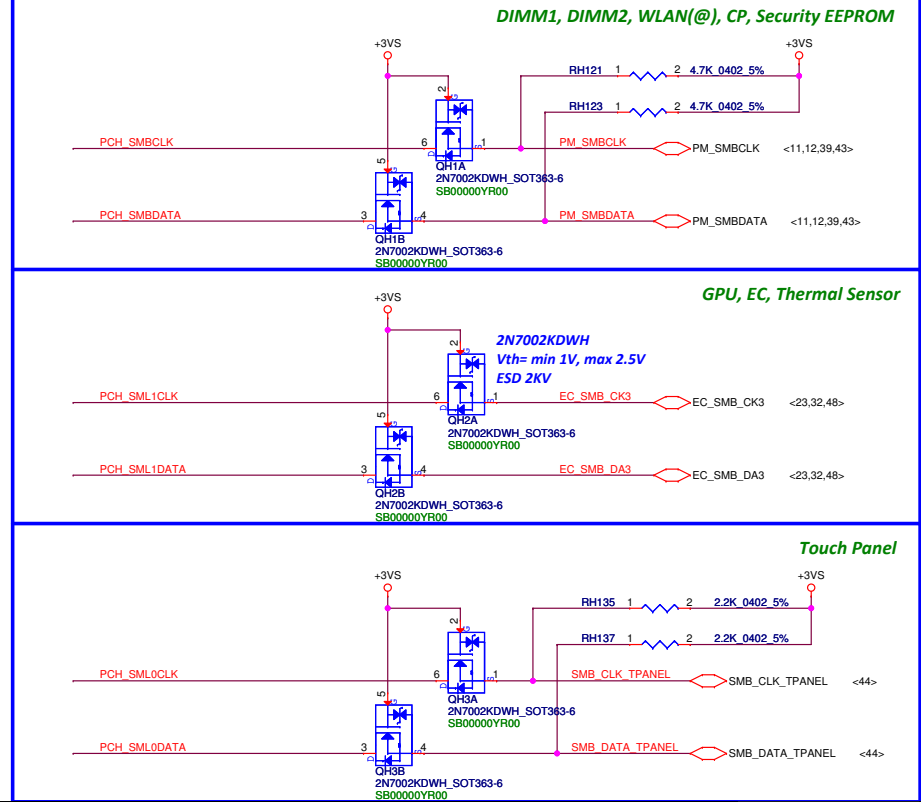 DIMM1, DIMM2, WLAN(@), CP, Security EEPROM
+3VS
+3VS
RH121 1 2 4.7K_0402_5%
2 G
RH123 1 2 4.7K_0402_5%
PCH_SMBCLK 6 D S 1 PM_SMBCLK PM_SMBCLK <11,12,39,43>
QH1A
2N7002KDWH_SOT363-6
SB00000YR00
5 G
PCH_SMBDATA 3 D S 4 PM_SMBDATA PM_SMBDATA <11,12,39,43>
QH1B
2N7002KDWH_SOT363-6
SB00000YR00
GPU, EC, Thermal Sensor
+3VS
2N7002KDWH
Vth= min 1V, max 2.5V
ESD 2KV
2 G
PCH_SML1CLK 6 D S 1 EC_SMB_CK3 EC_SMB_CK3 <23,32,48>
QH2A
2N7002KDWH_SOT363-6
SB00000YR00
5 G
PCH_SML1DATA 3 D S 4 EC_SMB_DA3 EC_SMB_DA3 <23,32,48>
QH2B
2N7002KDWH_SOT363-6
SB00000YR00
Touch Panel
+3VS
+3VS
RH135 1 2 2.2K_0402_5%
2 G
RH137 1 2 2.2K_0402_5%
PCH_SML0CLK 6 D S 1 SMB_CLK_TPANEL SMB_CLK_TPANEL <44>
QH3A
2N7002KDWH_SOT363-6
SB00000YR00
5 G
PCH_SML0DATA 3 D S 4 SMB_DATA_TPANEL SMB_DATA_TPANEL <44>
QH3B
2N7002KDWH_SOT363-6
SB00000YR00